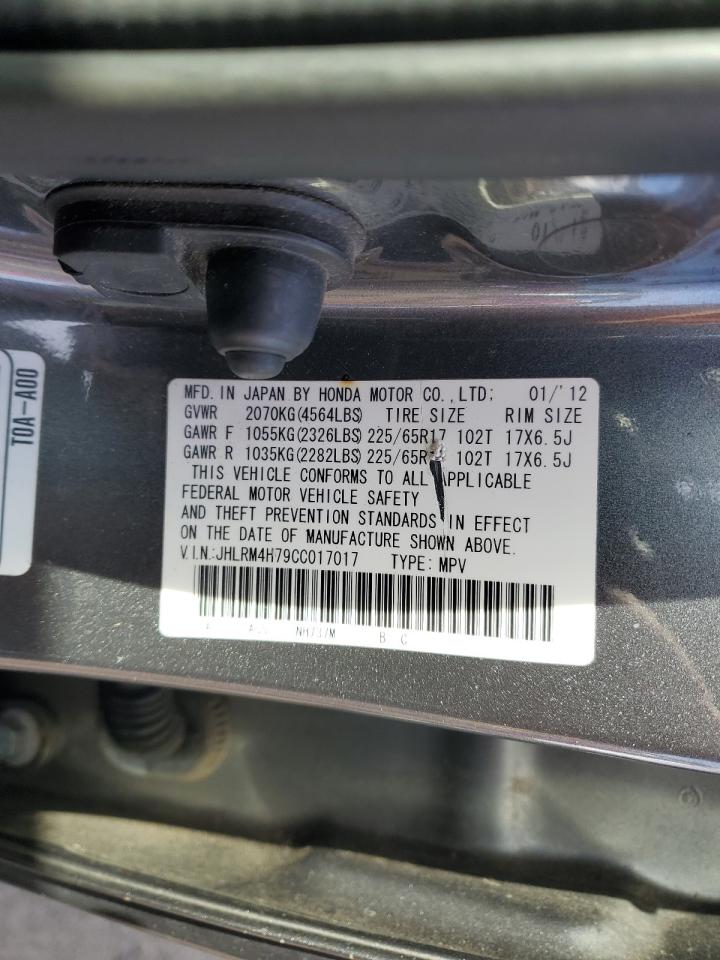 T0A-A00
MFD. IN JAPAN BY HONDA MOTOR CO.,LTD; 01/'12
GVWR 2070KG(4564LBS) TIRE SIZE RIM SIZE
GAWR F 1055KG(2326LBS) 225/65R17 102T 17X6.5J
GAWR R 1035KG(2282LBS) 225/65R 102T 17X6.5J
THIS VEHICLE CONFORMS TO ALL APPLICABLE
FEDERAL MOTOR VEHICLE SAFETY
AND THEFT PREVENTION STANDARDS IN EFFECT
ON THE DATE OF MANUFACTURE SHOWN ABOVE.
V.I.N.:JHLRM4H79CC017017 TYPE: MPV
A NH737M B C